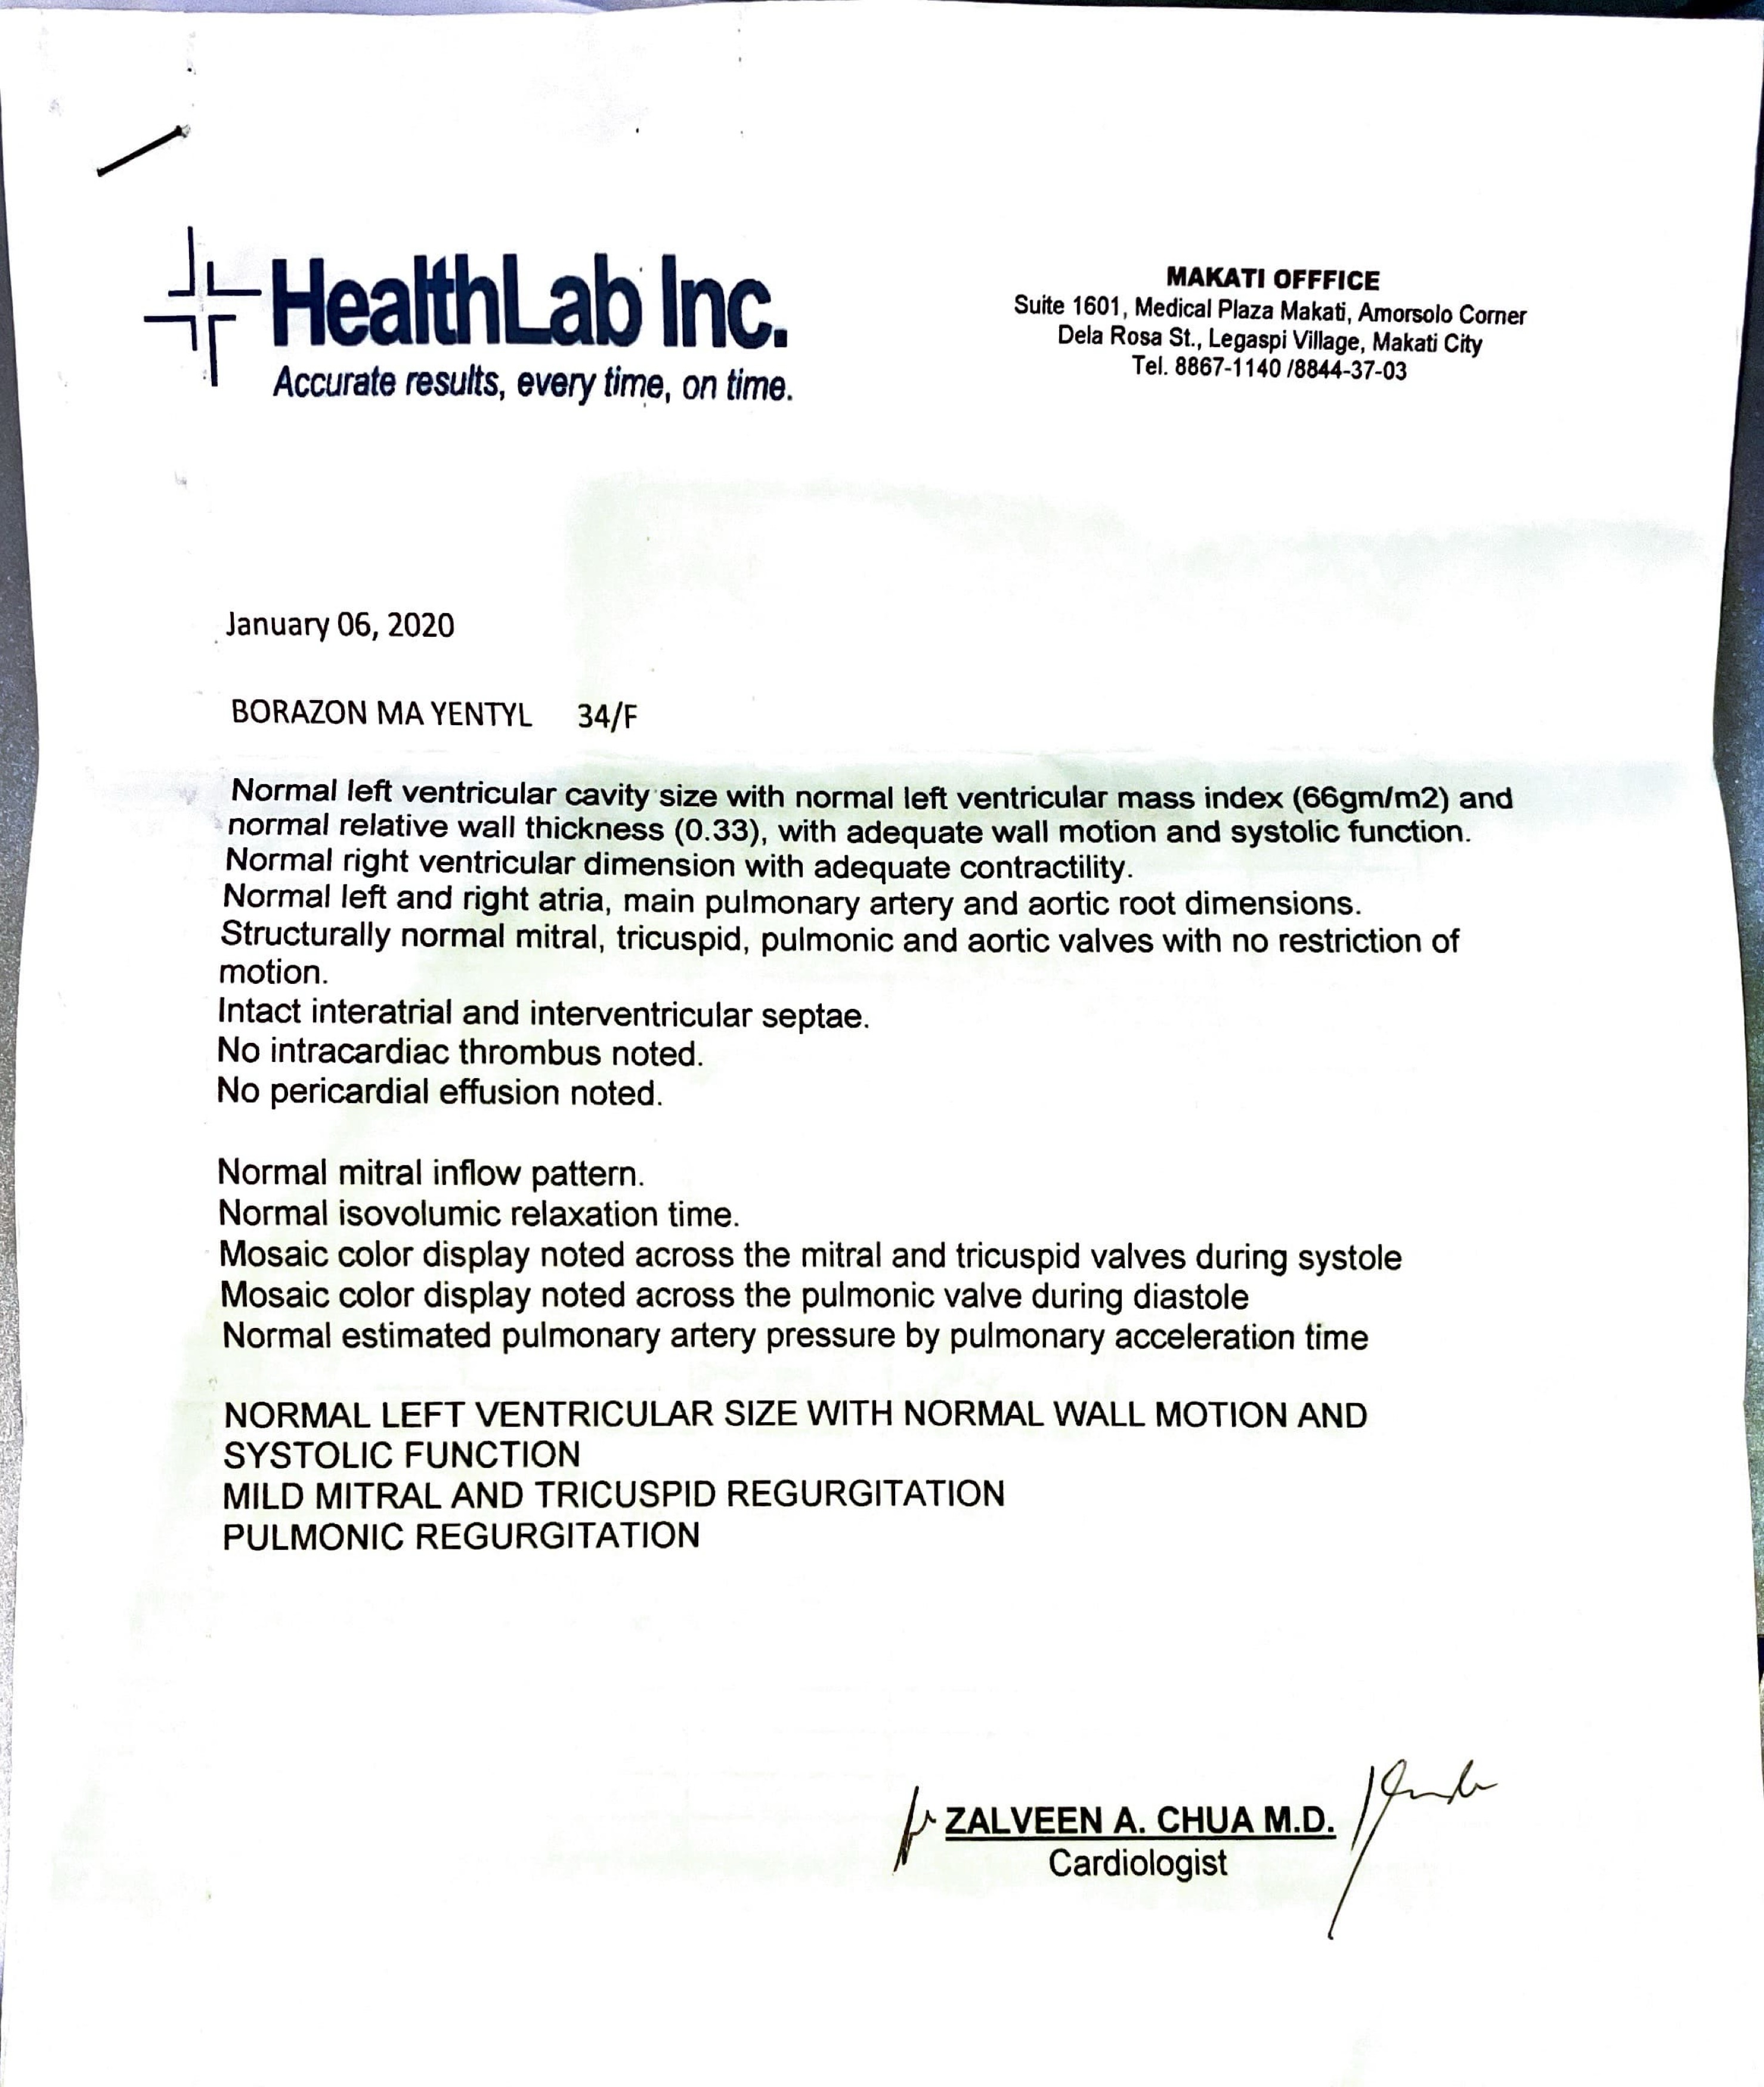 HealthLab Inc.
Accurate results, every time, on time.
MAKATI OFFFICE
Suite 1601, Medical Plaza Makati, Amorsolo Corner
Dela Rosa St., Legaspi Village, Makati City
Tel. 8867-1140 /8844-37-03
January 06, 2020
BORAZON MA YENTYL 34/F
Normal left ventricular cavity size with normal left ventricular mass index (66gm/m2) and
normal relative wall thickness (0.33), with adequate wall motion and systolic function.
Normal right ventricular dimension with adequate contractility.
Normal left and right atria, main pulmonary artery and aortic root dimensions.
Structurally normal mitral, tricuspid, pulmonic and aortic valves with no restriction of
motion.
Intact interatrial and interventricular septae.
No intracardiac thrombus noted.
No pericardial effusion noted.
Normal mitral inflow pattern.
Normal isovolumic relaxation time.
Mosaic color display noted across the mitral and tricuspid valves during systole
Mosaic color display noted across the pulmonic valve during diastole
Normal estimated pulmonary artery pressure by pulmonary acceleration time
NORMAL LEFT VENTRICULAR SIZE WITH NORMAL WALL MOTION AND
SYSTOLIC FUNCTION
MILD MITRAL AND TRICUSPID REGURGITATION
PULMONIC REGURGITATION
ZALVEEN A. CHUA M.D.
Cardiologist